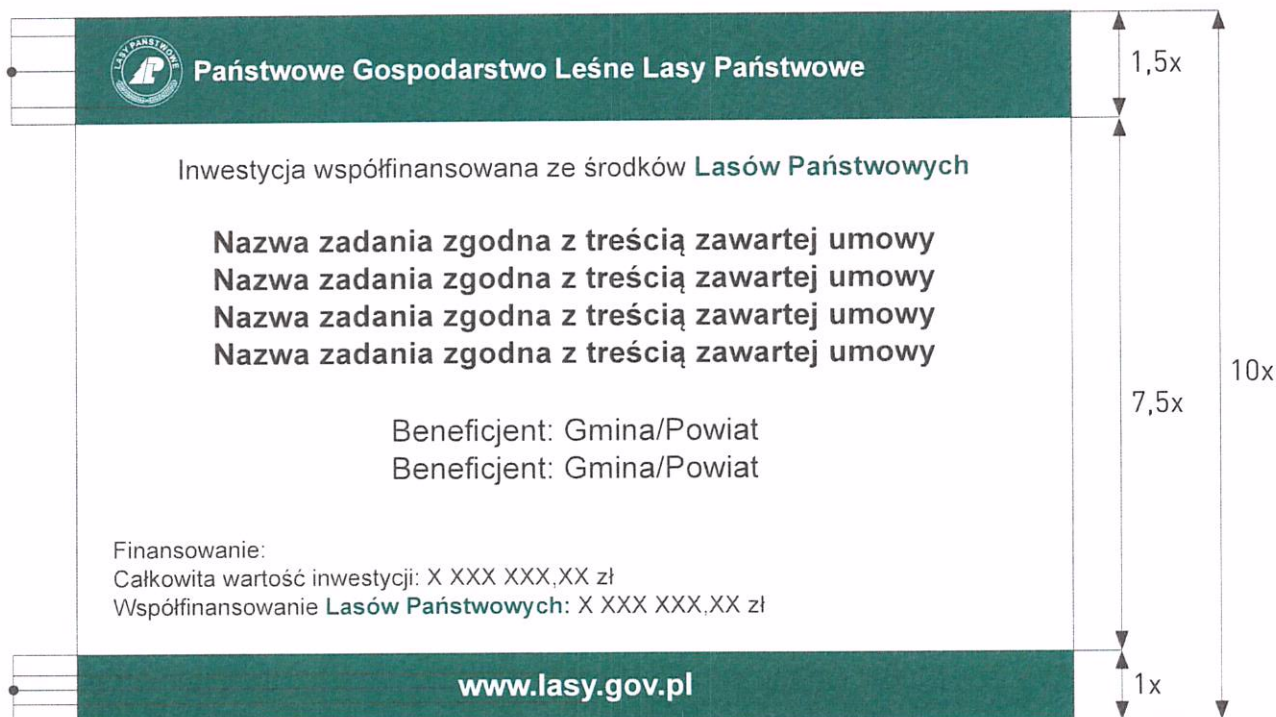 LASY PAŃSTWOWE
Państwowe Gospodarstwo Leśne Lasy Państwowe
1,5x
Inwestycja współfinansowana ze środków Lasów Państwowych
Nazwa zadania zgodna z treścią zawartej umowy
Nazwa zadania zgodna z treścią zawartej umowy
Nazwa zadania zgodna z treścią zawartej umowy
Nazwa zadania zgodna z treścią zawartej umowy
10x
7,5x
Beneficjent: Gmina/Powiat
Beneficjent: Gmina/Powiat
Finansowanie:
Całkowita wartość inwestycji: X XXX XXX,XX zł
Współfinansowanie Lasów Państwowych: X XXX XXX,XX zł
www.lasy.gov.pl
1x